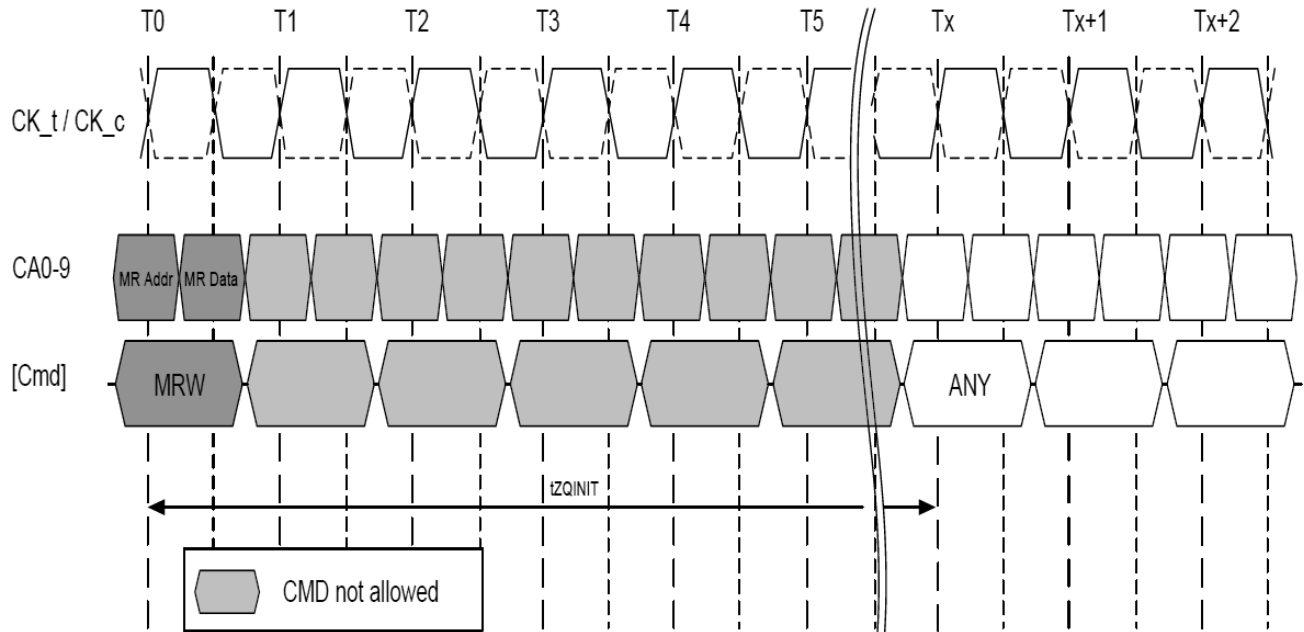 T0 T1 T2 T3 T4 T5 Tx Tx+1 Tx+2
CK_t / CK_c
CA0-9 MR Addr MR Data
[Cmd] MRW ANY
tZQINIT
CMD not allowed